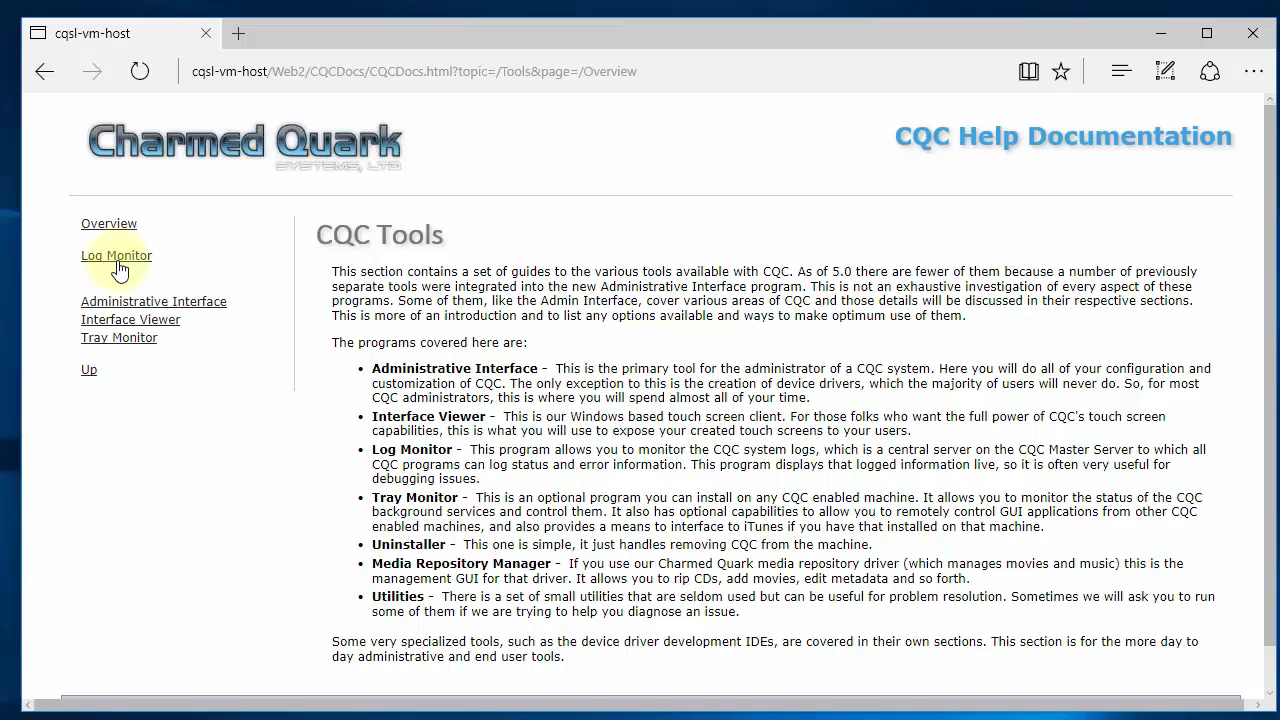 cqsl-vm-host
cqsl-vm-host/Web2/CQCDocs/CQCDocs.html?topic=/Tools&page=/Overview
Charmed Quark
SYSTEMS, LTD
CQC Help Documentation
Overview
Log Monitor
Administrative Interface
Interface Viewer
Tray Monitor
Up
CQC Tools
This section contains a set of guides to the various tools available with CQC. As of 5.0 there are fewer of them because a number of previously
separate tools were integrated into the new Administrative Interface program. This is not an exhaustive investigation of every aspect of these
programs. Some of them, like the Admin Interface, cover various areas of CQC and those details will be discussed in their respective sections.
This is more of an introduction and to list any options available and ways to make optimum use of them.
The programs covered here are:
• Administrative Interface - This is the primary tool for the administrator of a CQC system. Here you will do all of your configuration and
customization of CQC. The only exception to this is the creation of device drivers, which the majority of users will never do. So, for most
CQC administrators, this is where you will spend almost all of your time.
• Interface Viewer - This is our Windows based touch screen client. For those folks who want the full power of CQC's touch screen
capabilities, this is what you will use to expose your created touch screens to your users.
• Log Monitor - This program allows you to monitor the CQC system logs, which is a central server on the CQC Master Server to which all
CQC programs can log status and error information. This program displays that logged information live, so it is often very useful for
debugging issues.
• Tray Monitor - This is an optional program you can install on any CQC enabled machine. It allows you to monitor the status of the CQC
background services and control them. It also has optional capabilities to allow you to remotely control GUI applications from other CQC
enabled machines, and also provides a means to interface to iTunes if you have that installed on that machine.
• Uninstaller - This one is simple, it just handles removing CQC from the machine.
• Media Repository Manager - If you use our Charmed Quark media repository driver (which manages movies and music) this is the
management GUI for that driver. It allows you to rip CDs, add movies, edit metadata and so forth.
• Utilities - There is a set of small utilities that are seldom used but can be useful for problem resolution. Sometimes we will ask you to run
some of them if we are trying to help you diagnose an issue.
Some very specialized tools, such as the device driver development IDEs, are covered in their own sections. This section is for the more day to
day administrative and end user tools.